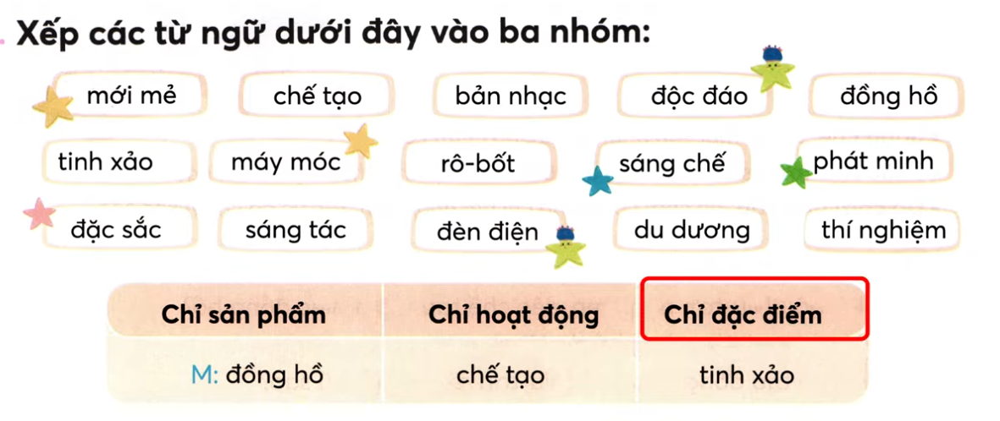 Xếp các từ ngữ dưới đây vào ba nhóm:
mới mẻ chế tạo bản nhạc độc đáo đồng hồ
tinh xảo máy móc rô-bốt sáng chế phát minh
đặc sắc sáng tác đèn điện du dương thí nghiệm
Chỉ sản phẩm Chỉ hoạt động Chỉ đặc điểm
M: đồng hồ chế tạo tinh xảo